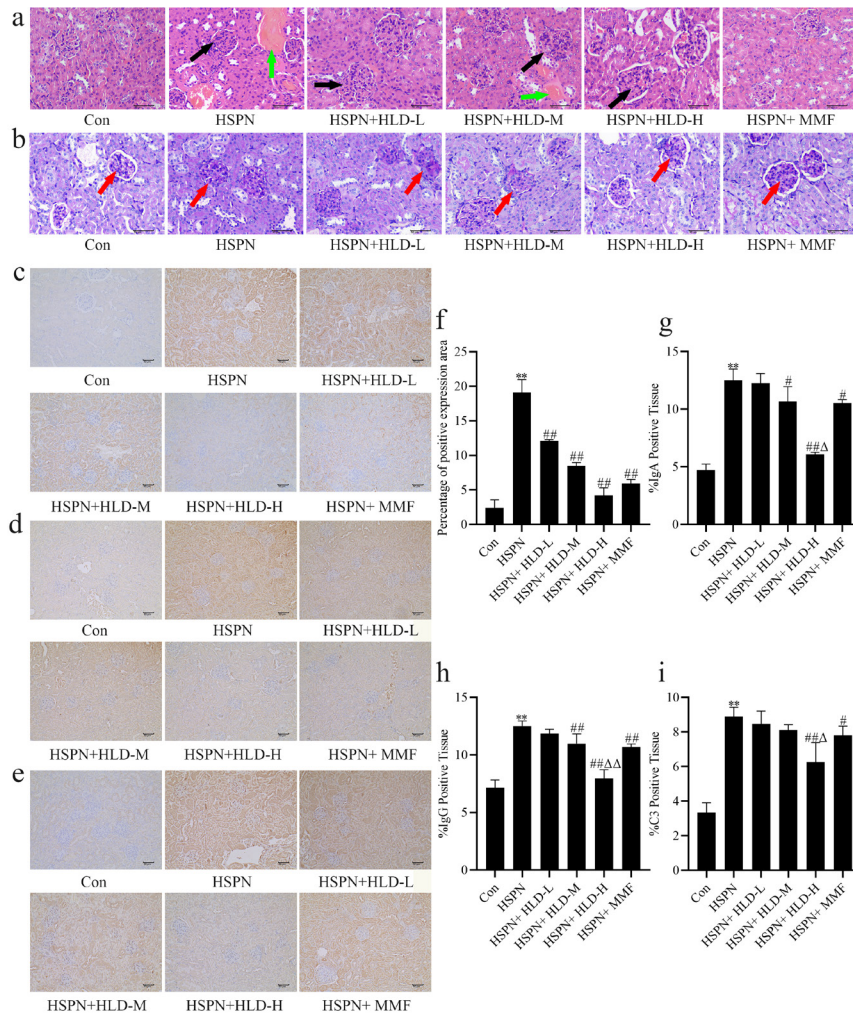 a
Con HSPN HSPN+HLD-L HSPN+HLD-M HSPN+HLD-H HSPN+ MMF
b
Con HSPN HSPN+HLD-L HSPN+HLD-M HSPN+HLD-H HSPN+ MMF
c
Con HSPN HSPN+HLD-L
HSPN+HLD-M HSPN+HLD-H HSPN+ MMF
d
Con HSPN HSPN+HLD-L
HSPN+HLD-M HSPN+HLD-H HSPN+ MMF
e
Con HSPN HSPN+HLD-L
HSPN+HLD-M HSPN+HLD-H HSPN+ MMF
f
Percentage of positive expression area
25
20
15
10
5
0
** ## ## ## ##
Con
HSPN
HSPN+ HLD-L
HSPN+ HLD-M
HSPN+ HLD-H
HSPN+ MMF
g
%IgA Positive Tissue
15
10
5
0
** # ##Δ #
Con
HSPN
HSPN+ HLD-L
HSPN+ HLD-M
HSPN+ HLD-H
HSPN+ MMF
h
%IgG Positive Tissue
15
10
5
0
** ## ##ΔΔ ##
Con
HSPN
HSPN+ HLD-L
HSPN+ HLD-M
HSPN+ HLD-H
HSPN+ MMF
i
%C3 Positive Tissue
10
8
6
4
2
0
** ##Δ #
Con
HSPN
HSPN+ HLD-L
HSPN+ HLD-M
HSPN+ HLD-H
HSPN+ MMF